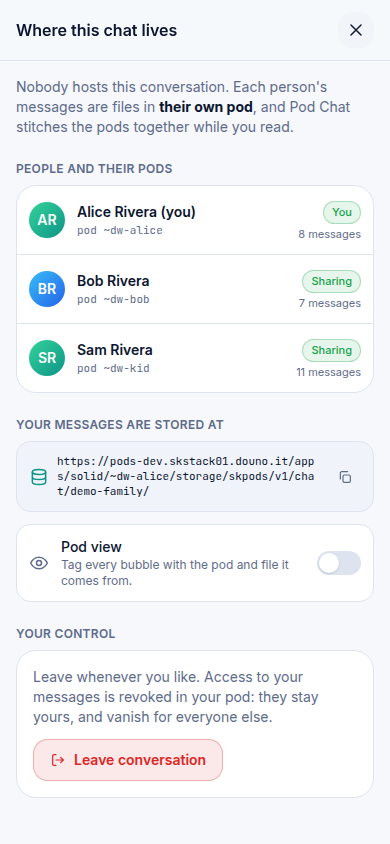 Where this chat lives
Nobody hosts this conversation. Each person's
messages are files in their own pod, and Pod Chat
stitches the pods together while you read.
PEOPLE AND THEIR PODS
AR
Alice Rivera (you)
pod ~dw-alice
You
8 messages
BR
Bob Rivera
pod ~dw-bob
Sharing
7 messages
SR
Sam Rivera
pod ~dw-kid
Sharing
11 messages
YOUR MESSAGES ARE STORED AT
https://pods-dev.skstack01.douno.it/app
s/solid/~dw-alice/storage/skpods/v1/cha
t/demo-family/
Pod view
Tag every bubble with the pod and file it
comes from.
YOUR CONTROL
Leave whenever you like. Access to your
messages is revoked in your pod: they stay
yours, and vanish for everyone else.
Leave conversation